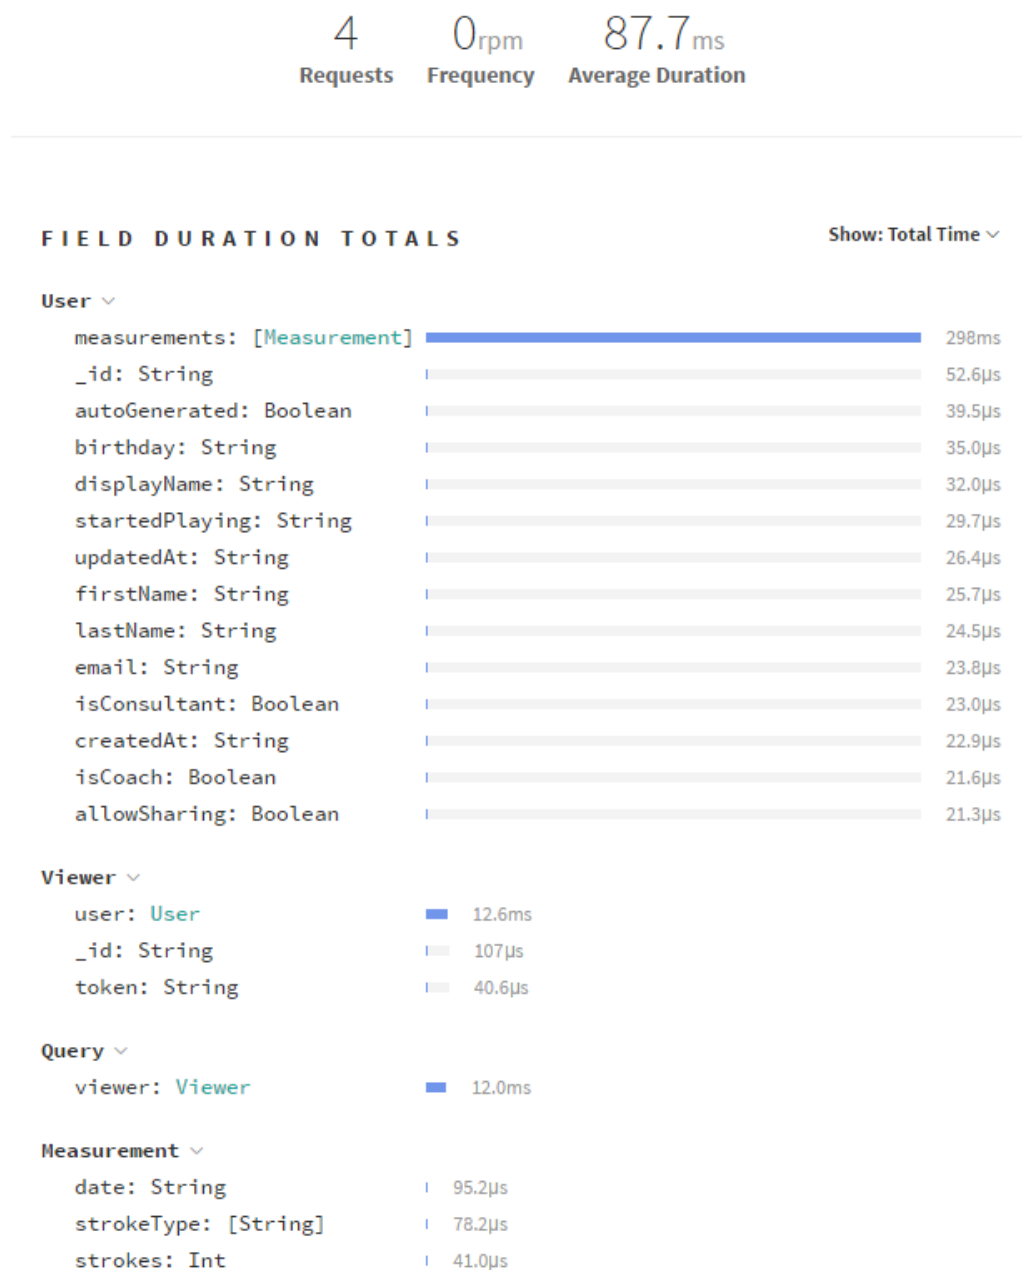 4 0rpm 87.7ms
Requests Frequency Average Duration
FIELD DURATION TOTALS Show: Total Time
User
measurements: [Measurement] 298ms
_id: String 52.6µs
autoGenerated: Boolean 39.5µs
birthday: String 35.0µs
displayName: String 32.0µs
startedPlaying: String 29.7µs
updatedAt: String 26.4µs
firstName: String 25.7µs
lastName: String 24.5µs
email: String 23.8µs
isConsultant: Boolean 23.0µs
createdAt: String 22.9µs
isCoach: Boolean 21.6µs
allowSharing: Boolean 21.3µs
Viewer
user: User 12.6ms
_id: String 107µs
token: String 40.6µs
Query
viewer: Viewer 12.0ms
Measurement
date: String 95.2µs
strokeType: [String] 78.2µs
strokes: Int 41.0µs